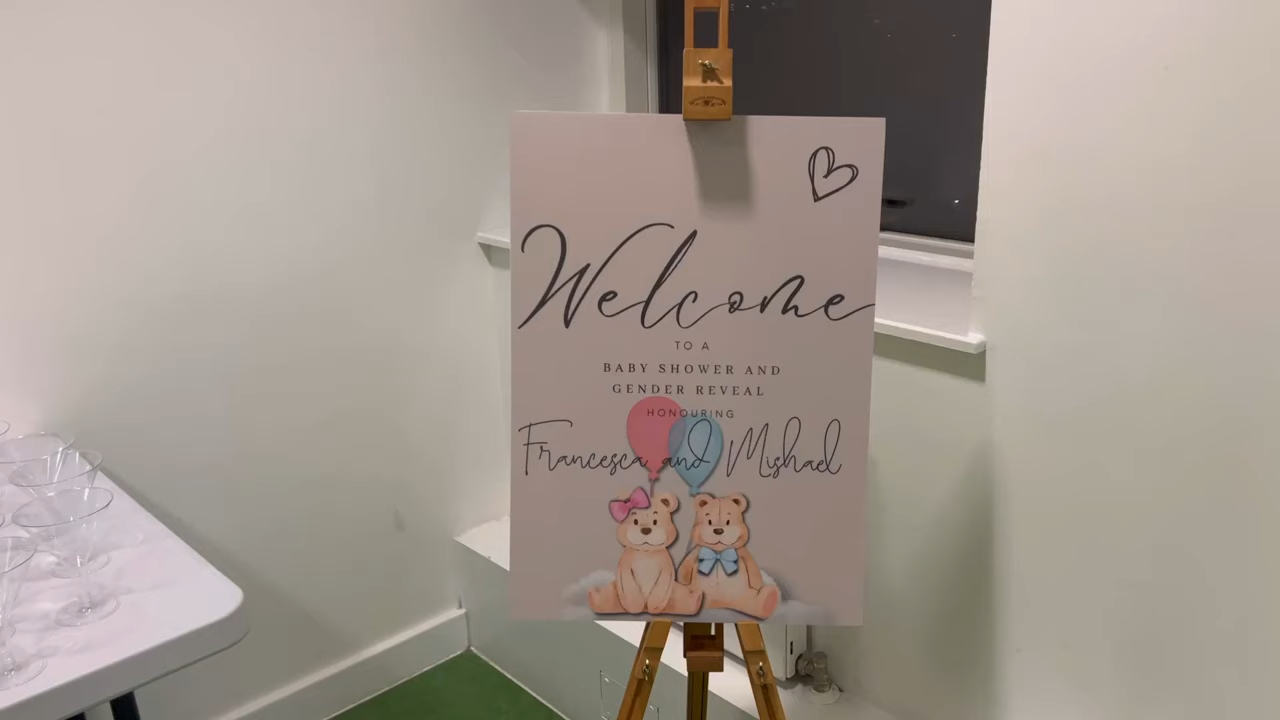 Welcome
TO A
BABY SHOWER AND
GENDER REVEAL
HONOURING
Francesca and Mishael